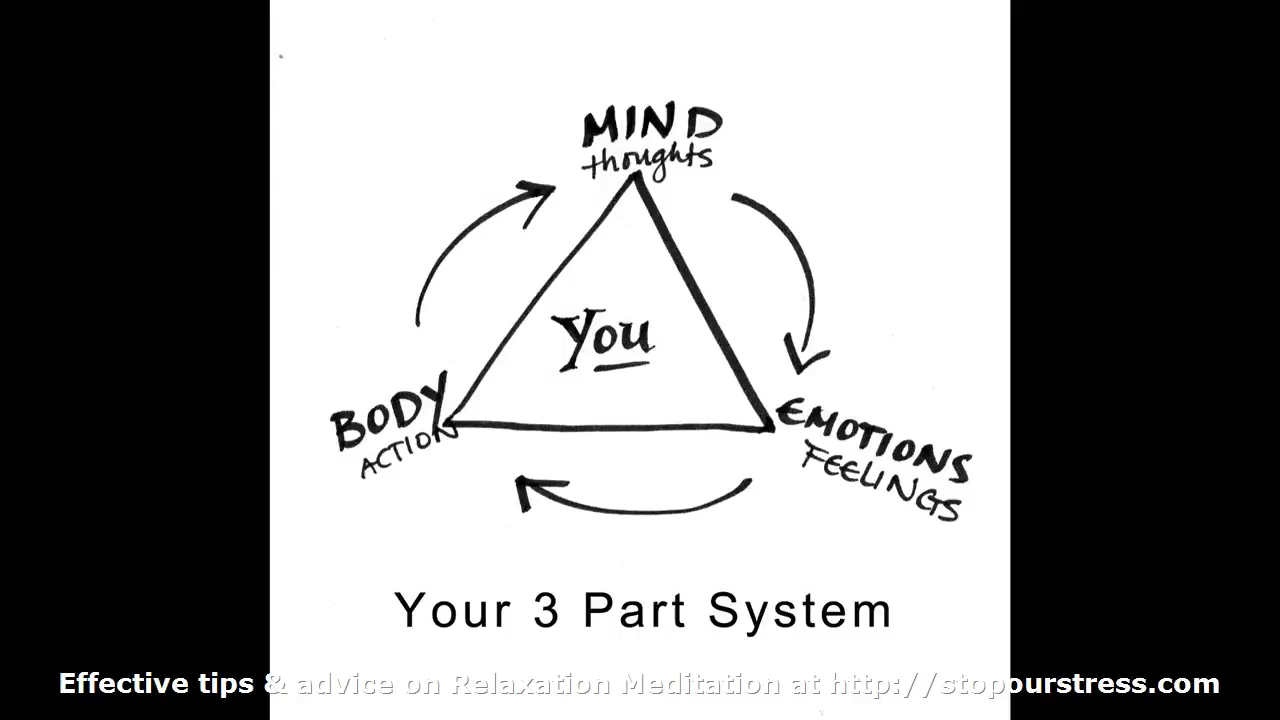 MIND
thoughts
You
BODY
ACTION
EMOTIONS
FEELINGS
Your 3 Part System
Effective tips & advice on Relaxation Meditation at http://stopourstress.com